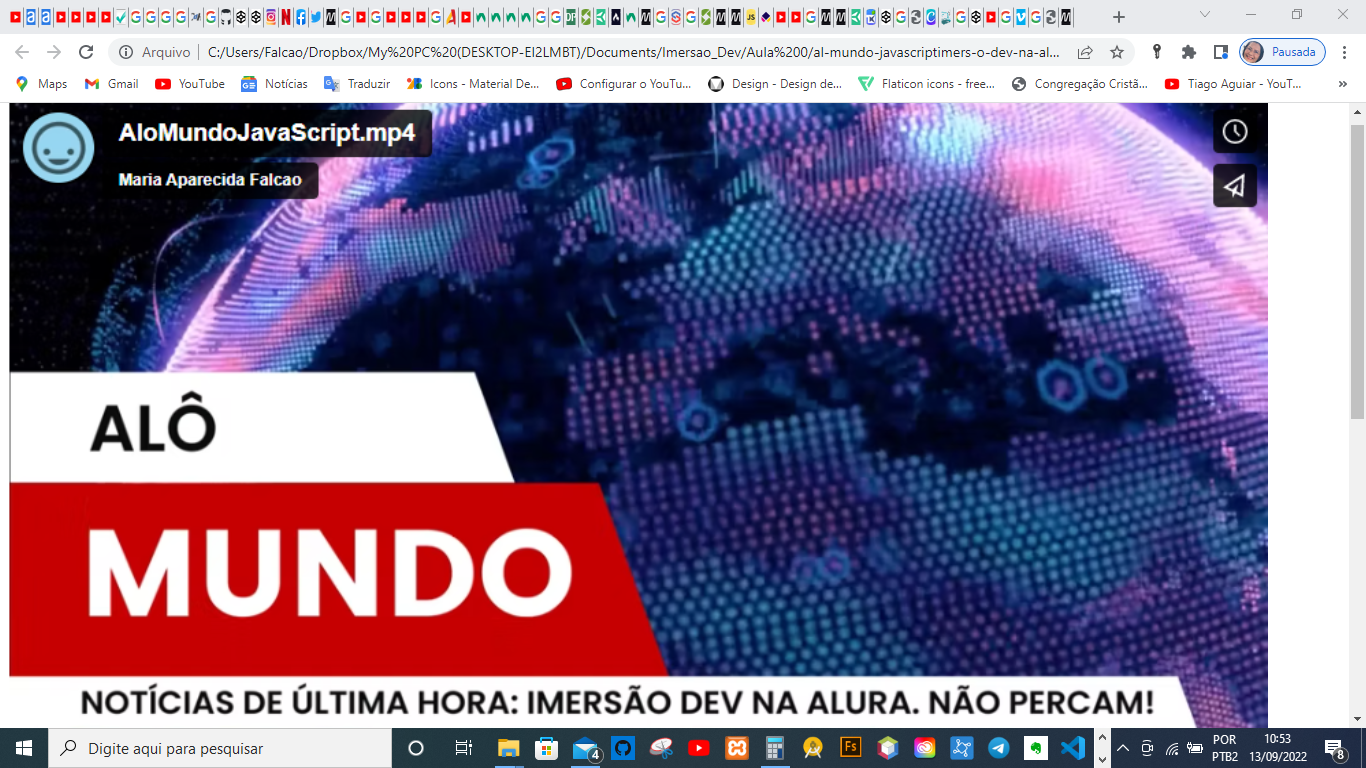 Arquivo
C:/Users/Falcao/Dropbox/My%20PC%20(DESKTOP-EI2LMBT)/Documents/Imersao_Dev/Aula%200/al-mundo-javascriptimers-o-dev-na-al...
Pausada
Maps
Gmail
YouTube
Notícias
Traduzir
Icons - Material De...
Configurar o YouTu...
Design - Design de...
Flaticon icons - free...
Congregação Cristã...
Tiago Aguiar - YouT...
»
AloMundoJavaScript.mp4
Maria Aparecida Falcao
ALÔ
MUNDO
NOTÍCIAS DE ÚLTIMA HORA: IMERSÃO DEV NA ALURA. NÃO PERCAM!
Digite aqui para pesquisar
4
Fs
POR
PTB2
10:53
13/09/2022
8